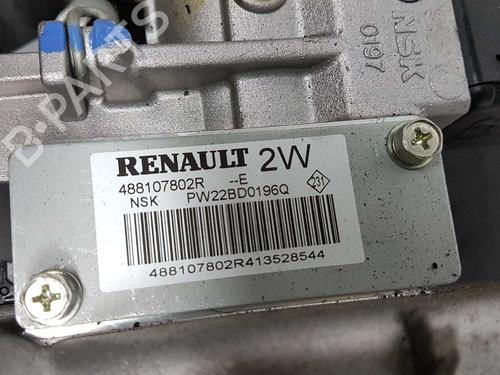 B-PARTS
NSK
0197
RENAULT 2W
488107802R --E
NSK PW22BD0196Q
231
488107802R413528544